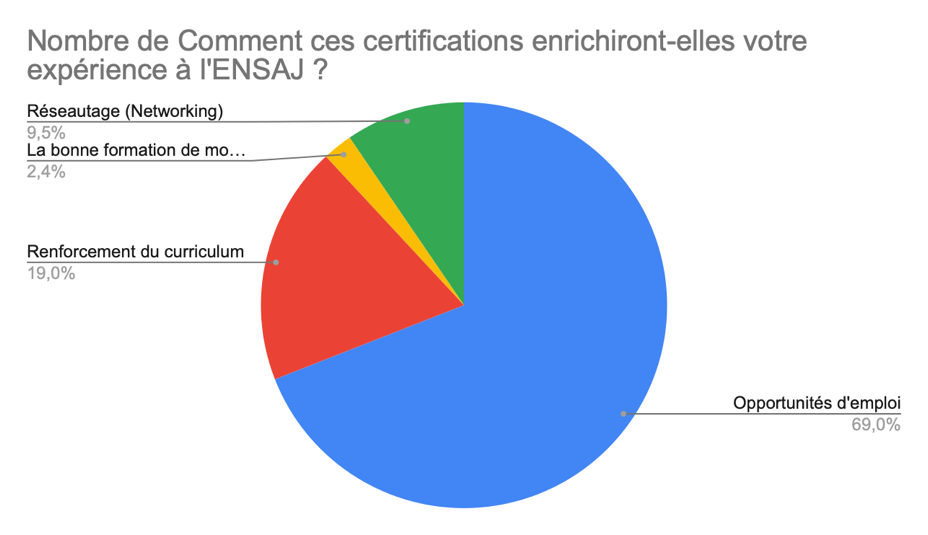 Nombre de Comment ces certifications enrichiront-elles votre
expérience à l'ENSAJ ?
Réseautage (Networking)
9,5%
La bonne formation de mo…
2,4%
Renforcement du curriculum
19,0%
Opportunités d'emploi
69,0%